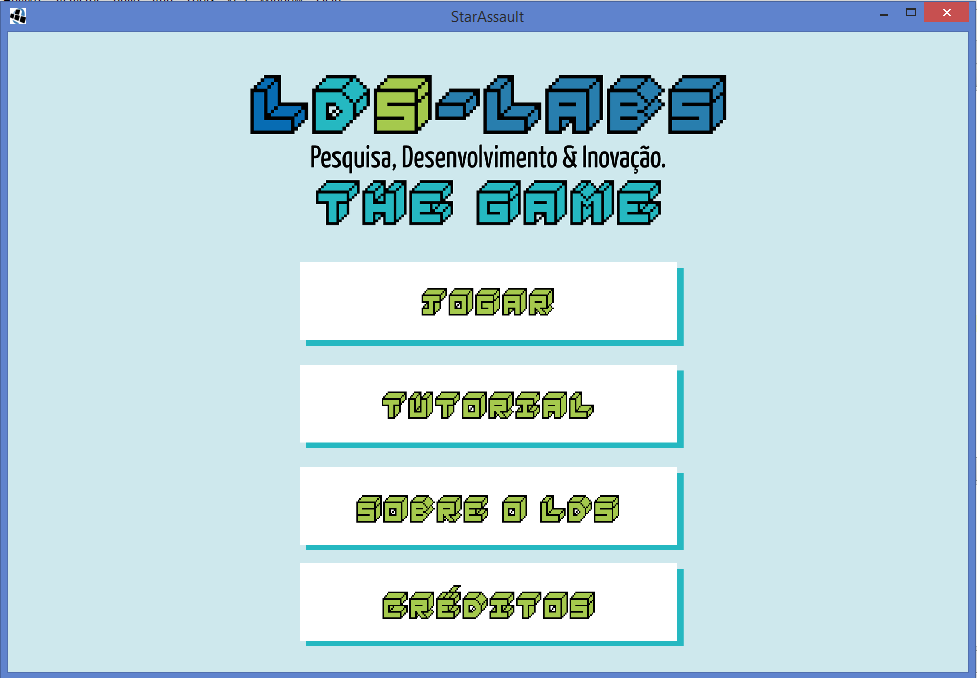 StarAssault
LDS-LABS
Pesquisa, Desenvolvimento & Inovação.
THE GAME
JOGAR
TUTORIAL
SOBRE O LDS
CRÉDITOS